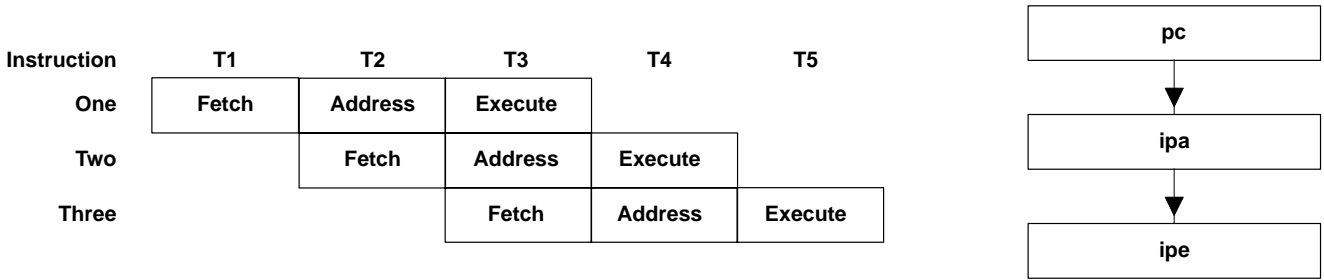 pc
Instruction T1 T2 T3 T4 T5
One Fetch Address Execute
ipa
Two Fetch Address Execute
Three Fetch Address Execute
ipe